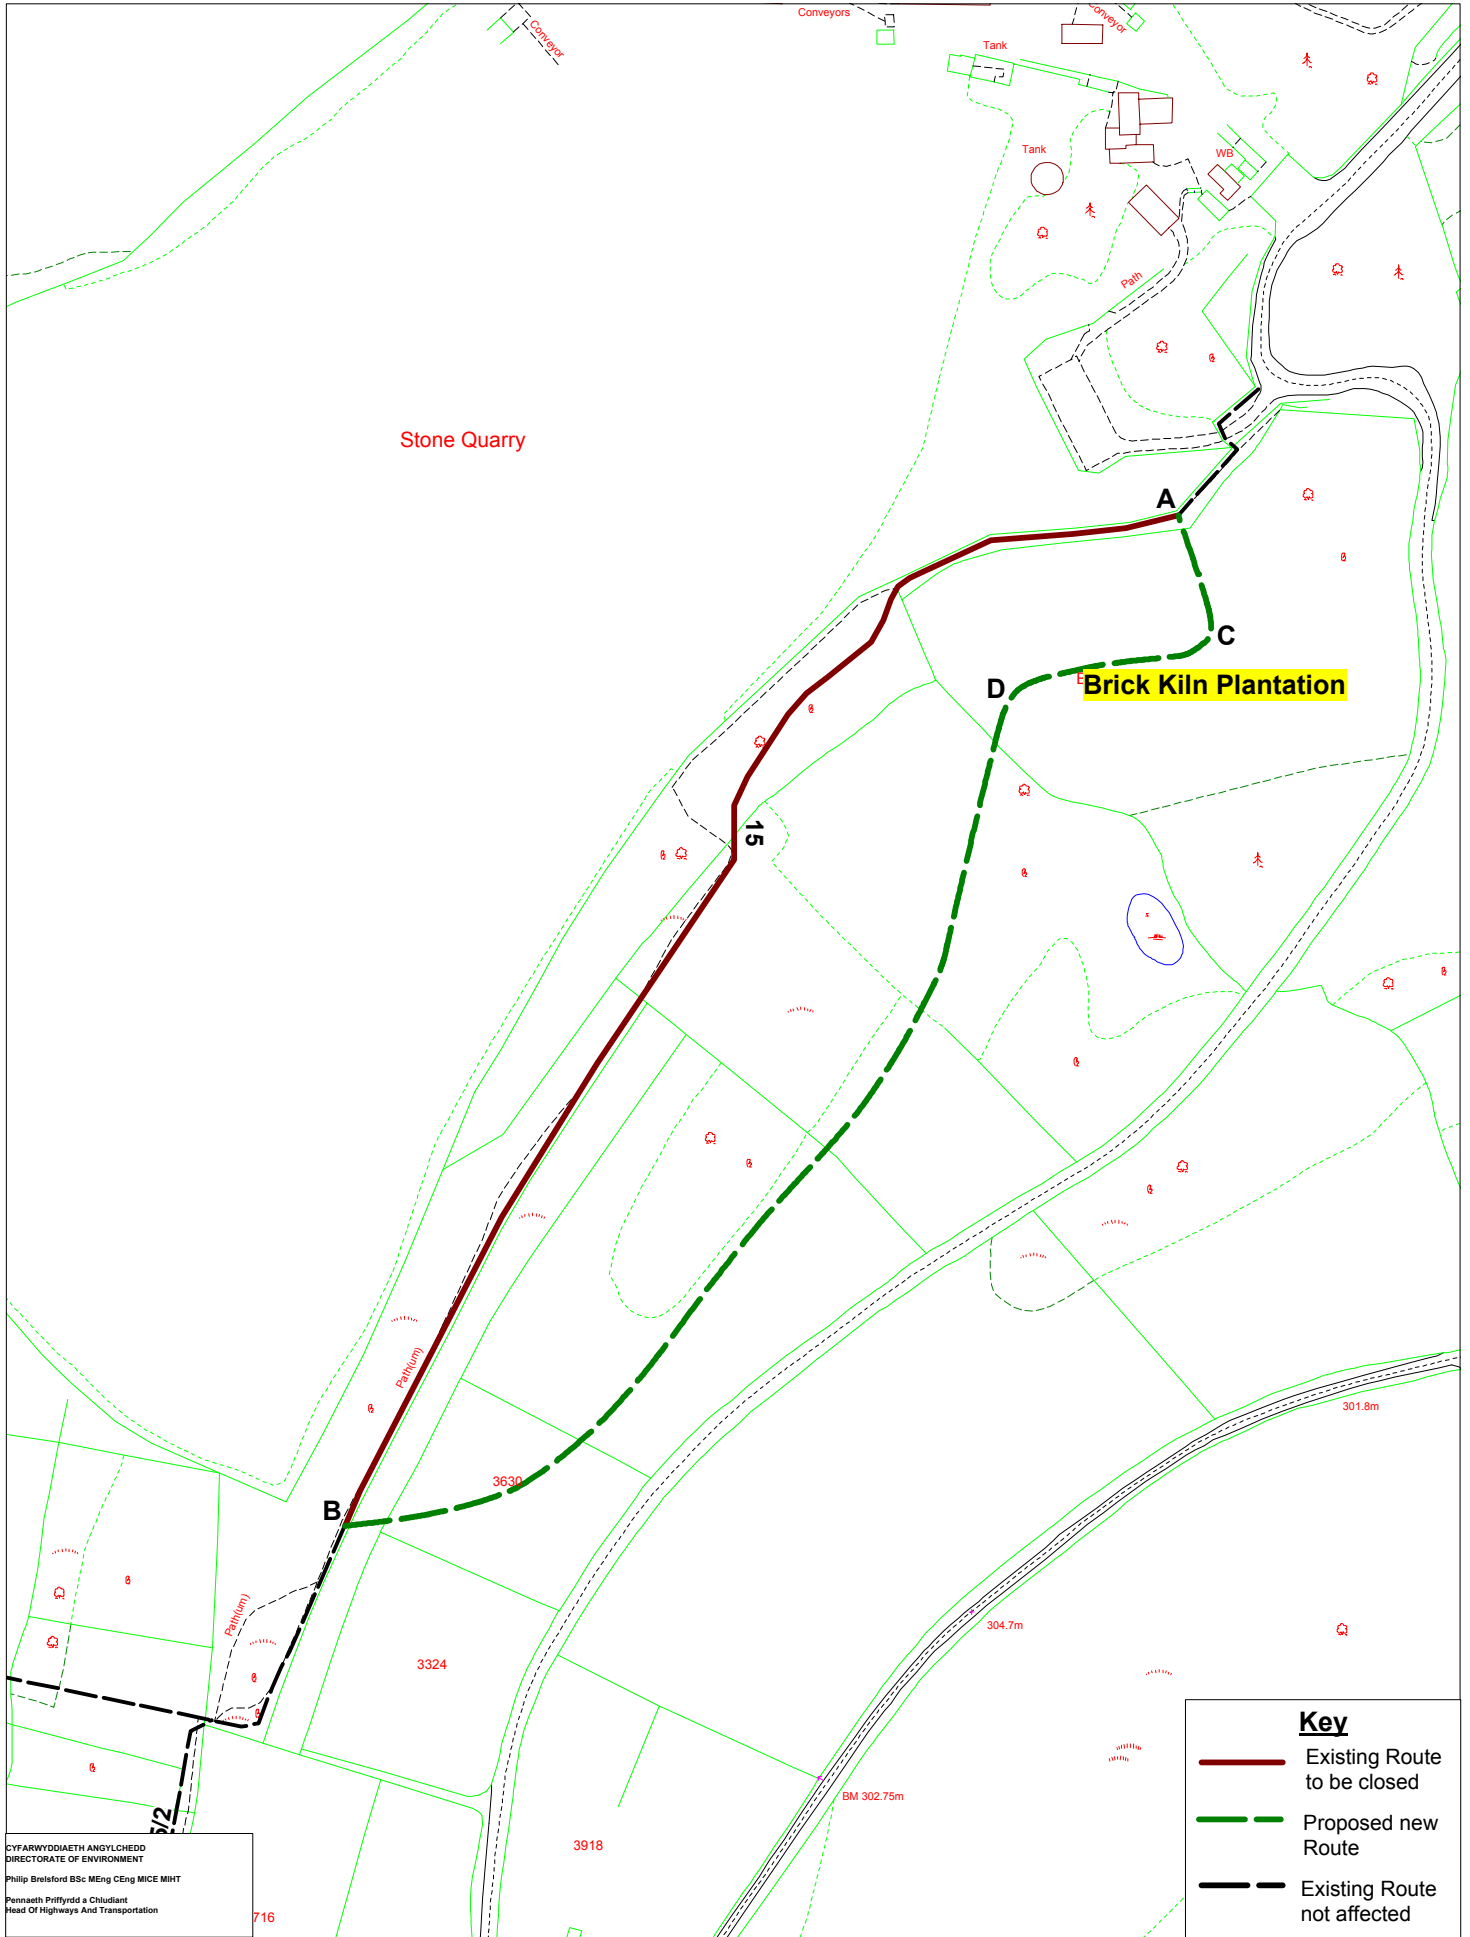 Conveyor
Conveyors
Conveyor
Tank
Tank
WB
Path
Stone Quarry
A
C
D
Brick Kiln Plantation
15
Path(um)
301.8m
3630
B
Path(um)
304.7m
3324
BM 302.75m
5/2
3918
716
Key
Existing Route
to be closed
Proposed new
Route
Existing Route
not affected
CYFARWYDDIAETH ANGYLCHEDD
DIRECTORATE OF ENVIRONMENT
Philip Brelsford BSc MEng CEng MICE MIHT
Pennaeth Priffyrdd a Chludiant
Head Of Highways And Transportation